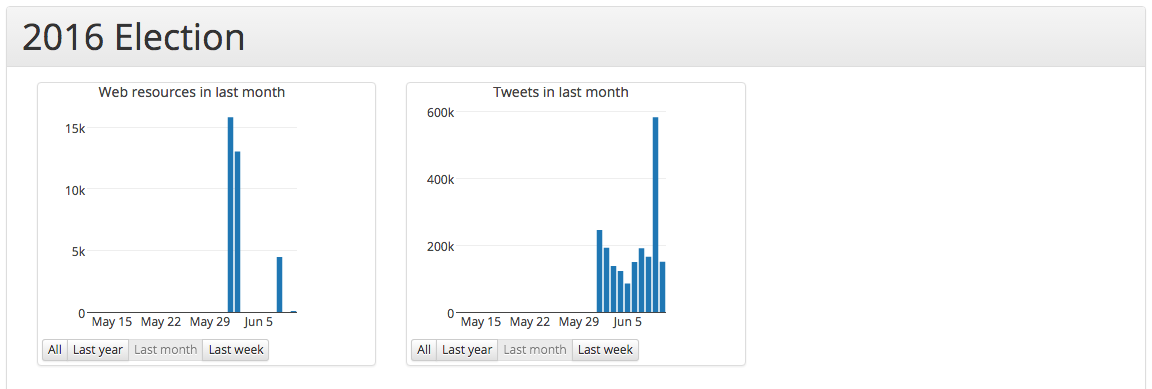 2016 Election
Web resources in last month
15k
10k
5k
0
May 15 May 22 May 29 Jun 5
All Last year Last month Last week
Tweets in last month
600k
400k
200k
0
May 15 May 22 May 29 Jun 5
All Last year Last month Last week